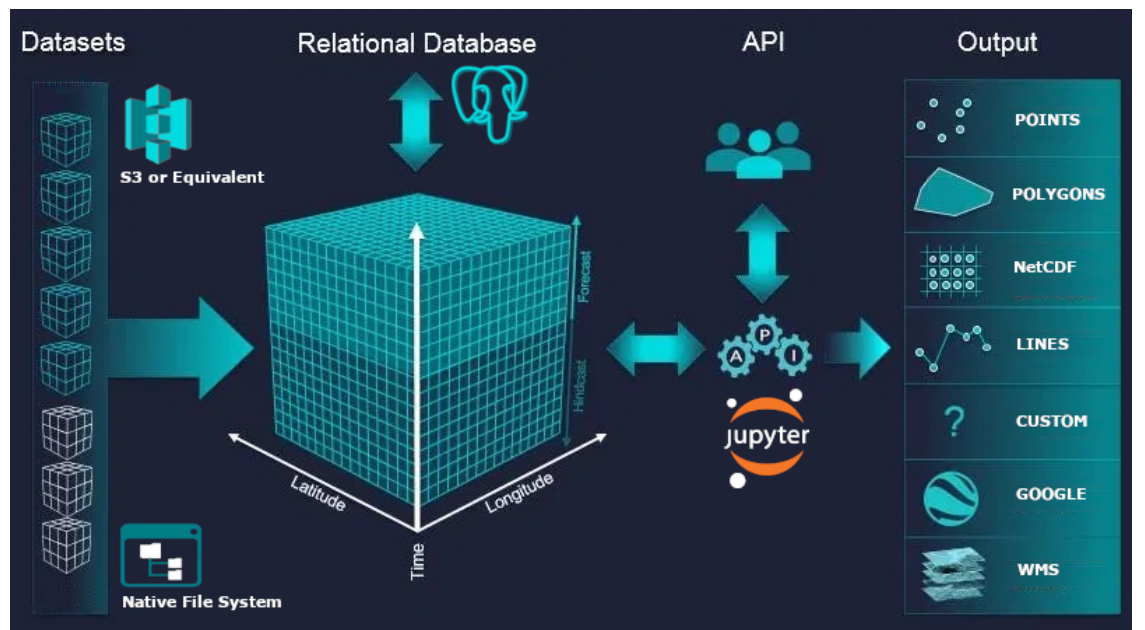 Datasets
Relational Database
API
Output
S3 or Equivalent
Native File System
Forecast
Hindcast
Latitude
Longitude
Time
A P I
jupyter
POINTS
POLYGONS
NetCDF
LINES
?
CUSTOM
GOOGLE
WMS